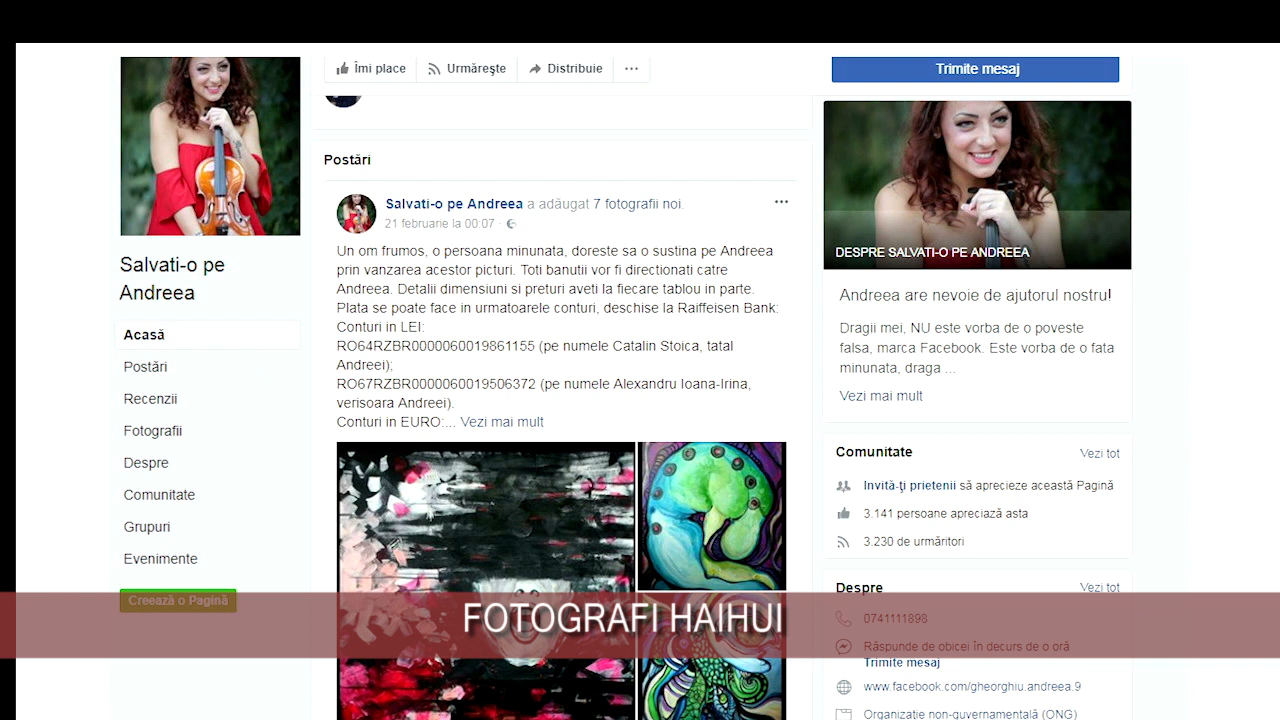 Îmi place
Urmăreşte
Distribuie
Trimite mesaj
Salvati-o pe
Andreea
Acasă
Postări
Recenzii
Fotografii
Despre
Comunitate
Grupuri
Evenimente
Creează o Pagină
Postări
Salvati-o pe Andreea a adăugat 7 fotografii noi.
21 februarie la 00:07
Un om frumos, o persoana minunata, doreste sa o sustina pe Andreea
prin vanzarea acestor picturi. Toti banutii vor fi directionati catre
Andreea. Detalii dimensiuni si preturi aveti la fiecare tablou in parte.
Plata se poate face in urmatoarele conturi, deschise la Raiffeisen Bank:
Conturi in LEI:
RO64RZBR0000060019861155 (pe numele Catalin Stoica, tatal
Andreei);
RO67RZBR0000060019506372 (pe numele Alexandru Ioana-Irina,
verisoara Andreei).
Conturi in EURO:... Vezi mai mult
DESPRE SALVATI-O PE ANDREEA
Andreea are nevoie de ajutorul nostru!
Dragii mei, NU este vorba de o poveste
falsa, marca Facebook. Este vorba de o fata
minunata, draga ...
Vezi mai mult
Comunitate
Vezi tot
Invită-ţi prietenii să aprecieze această Pagină
3.141 persoane apreciază asta
3.230 de urmăritori
Despre
Vezi tot
0741111898
Răspunde de obicei în decurs de o oră
Trimite mesaj
www.facebook.com/gheorghiu.andreea.9
Organizație non-guvernamentală (ONG)
FOTOGRAFI HAIHUI